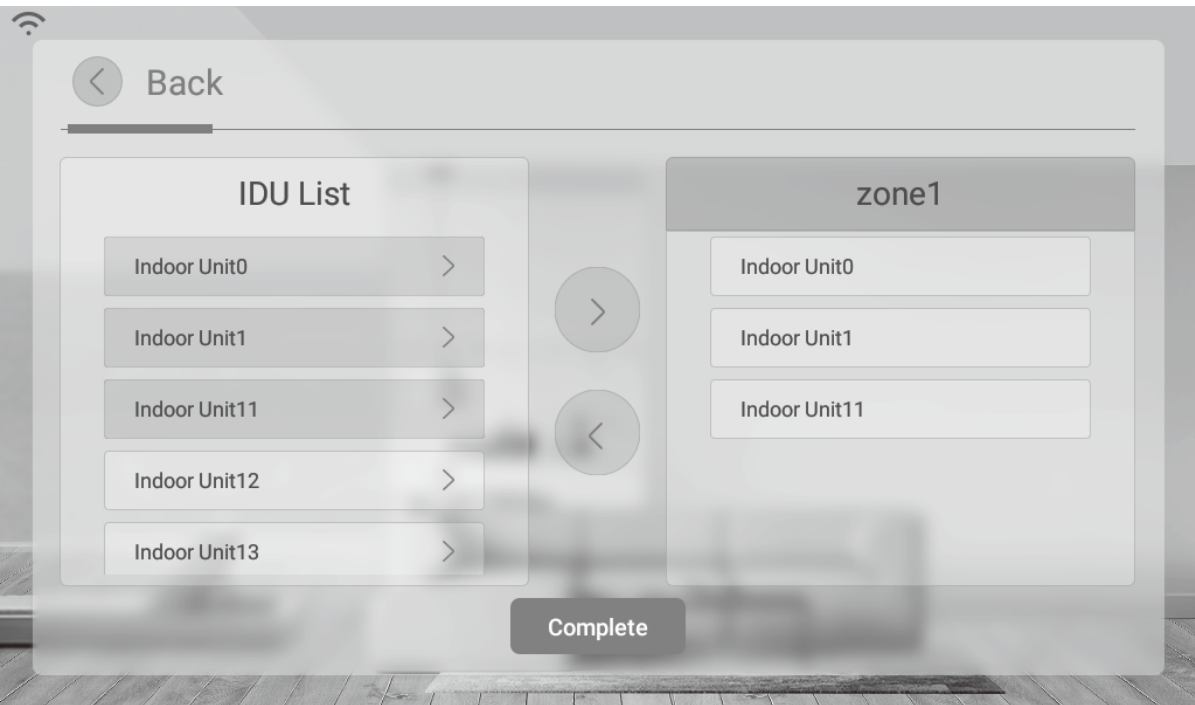 Back
IDU List
Indoor Unit0
Indoor Unit1
Indoor Unit11
Indoor Unit12
Indoor Unit13
zone1
Indoor Unit0
Indoor Unit1
Indoor Unit11
Complete